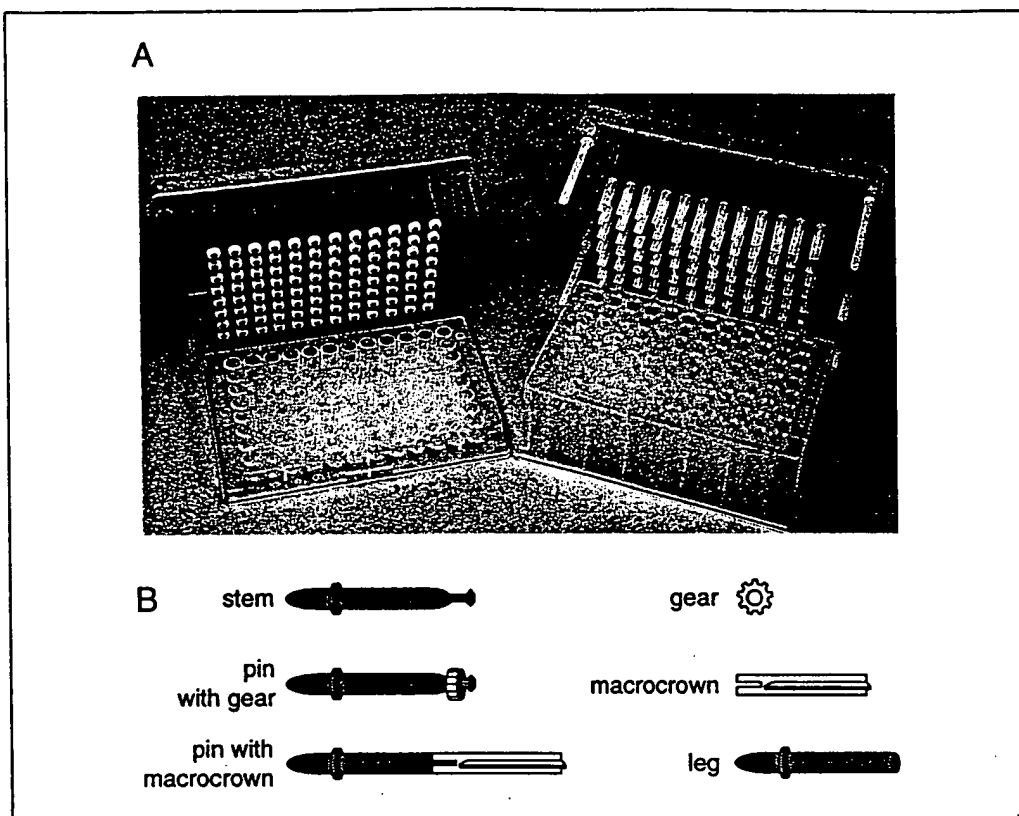 A
B
stem
gear
pin
with gear
macrocrown
pin with
macrocrown
leg